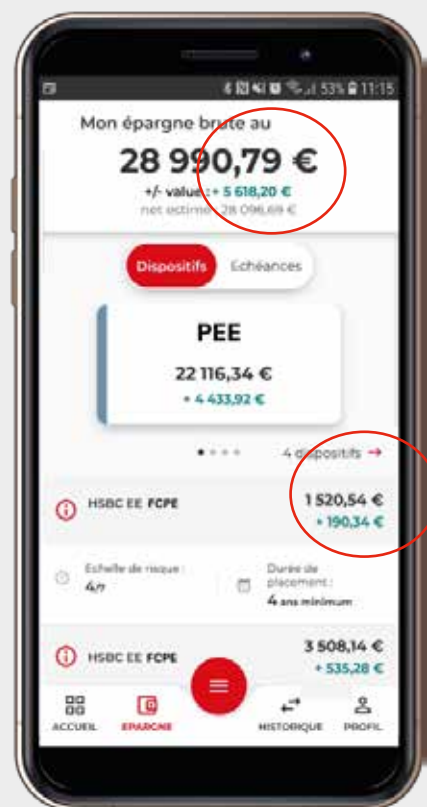 53% 11:15
Mon épargne brute au
28 990,79 €
+/- value : + 5 618,20 €
net estimé : 28 096,69 €
Dispositifs Echéances
PEE
22 116,34 €
+ 4 433,92 €
4 dispositifs →
HSBC EE FCPE 1 520,54 €
+ 190,34 €
Echelle de risque : Durée de
4/7 placement :
4 ans minimum
HSBC EE FCPE 3 508,14 €
+ 535,28 €
ACCUEIL EPARGNE HISTORIQUE PROFIL